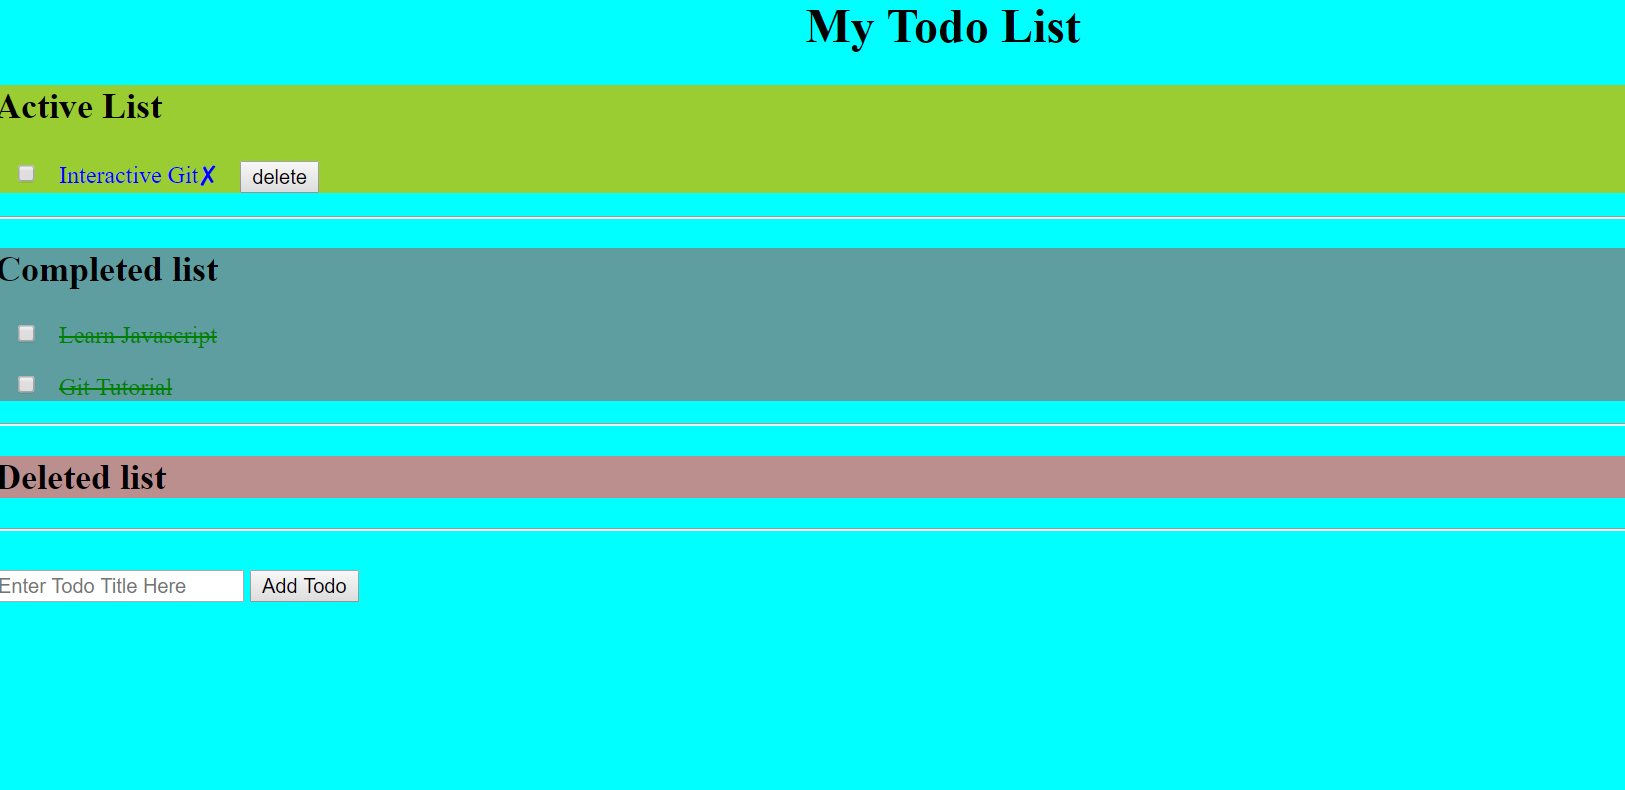 My Todo List
Active List
Interactive Git✗ delete
Completed list
Learn Javascript
Git Tutorial
Deleted list
Enter Todo Title Here Add Todo